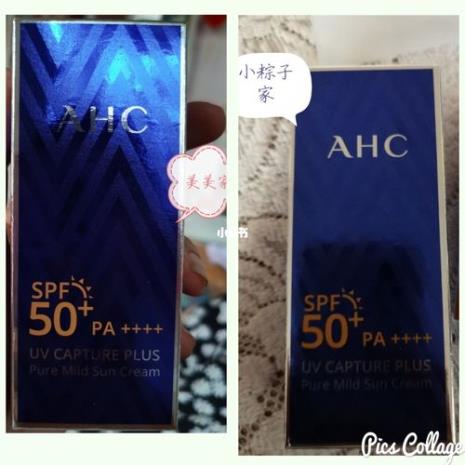 AHC
美美家
SPF
50+ PA ++++
UV CAPTURE PLUS
Pure Mild Sun Cream
小粽子
家
AHC
SPF
50+ PA ++++
UV CAPTURE PLUS
Pure Mild Sun Cream
Pics Collage